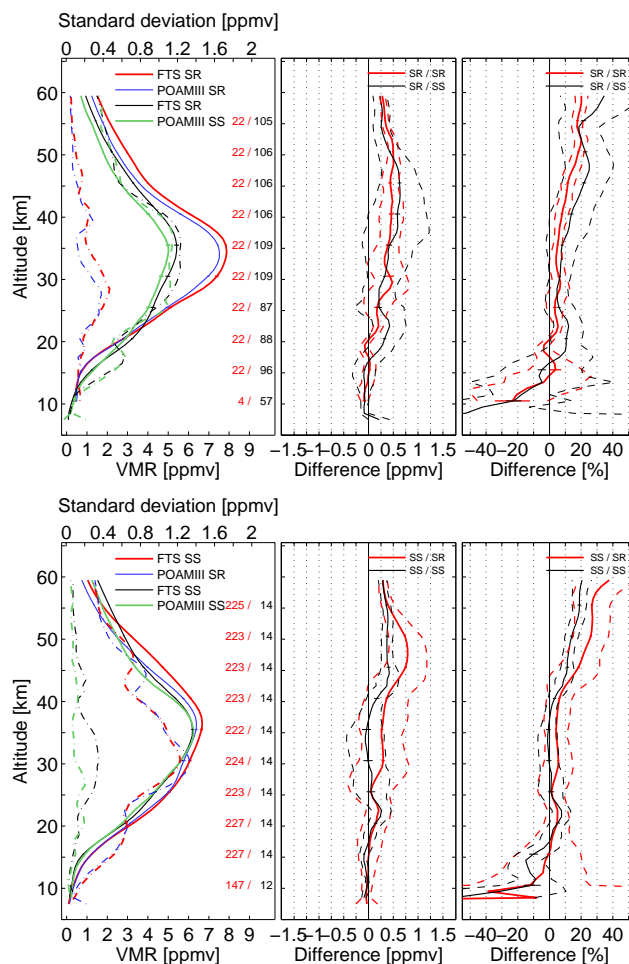 Standard deviation [ppmv]
0 0.4 0.8 1.2 1.6 2
FTS SR
POAMIII SR
FTS SR
POAMIII SS
SR / SR
SR / SS
SR / SR
SR / SS
60
50
40
30
20
10
Altitude [km]
22 / 105
22 / 106
22 / 106
22 / 106
22 / 109
22 / 109
22 / 87
22 / 88
22 / 96
4 / 57
0 1 2 3 4 5 6 7 8 9
−1.5 −1 −0.5 0 0.5 1 1.5
−40 −20 0 20 40
VMR [ppmv]
Difference [ppmv]
Difference [%]
Standard deviation [ppmv]
0 0.4 0.8 1.2 1.6 2
FTS SS
POAMIII SR
FTS SS
POAMIII SS
SS / SR
SS / SS
SS / SR
SS / SS
60
50
40
30
20
10
Altitude [km]
225 / 14
223 / 14
223 / 14
223 / 14
222 / 14
224 / 14
223 / 14
227 / 14
227 / 14
147 / 12
0 1 2 3 4 5 6 7 8 9
−1.5 −1 −0.5 0 0.5 1 1.5
−40 −20 0 20 40
VMR [ppmv]
Difference [ppmv]
Difference [%]